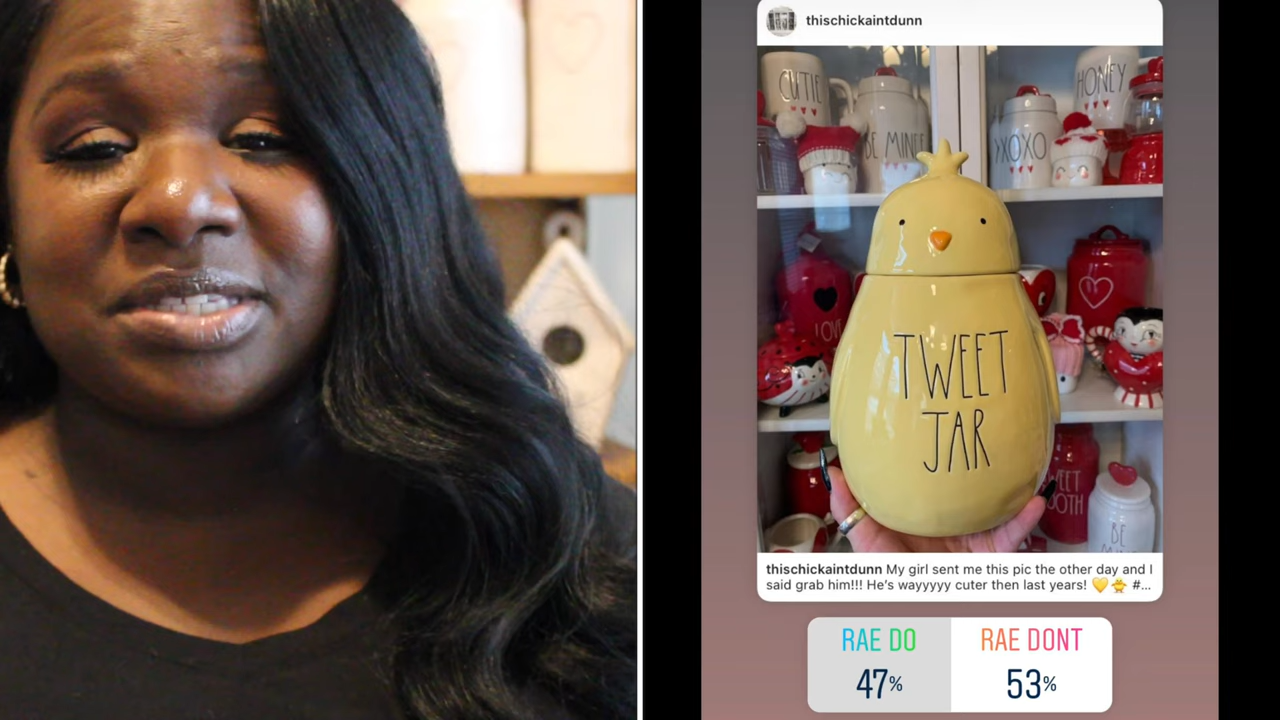 thischickaintdunn
CUTIE
BE MINE
XOXO
HONEY
LOVE
TWEET
JAR
BE
thischickaintdunn My girl sent me this pic the other day and I
said grab him!!! He's wayyyyy cuter then last years! 💛🐥 #...
RAE DO
47%
RAE DONT
53%